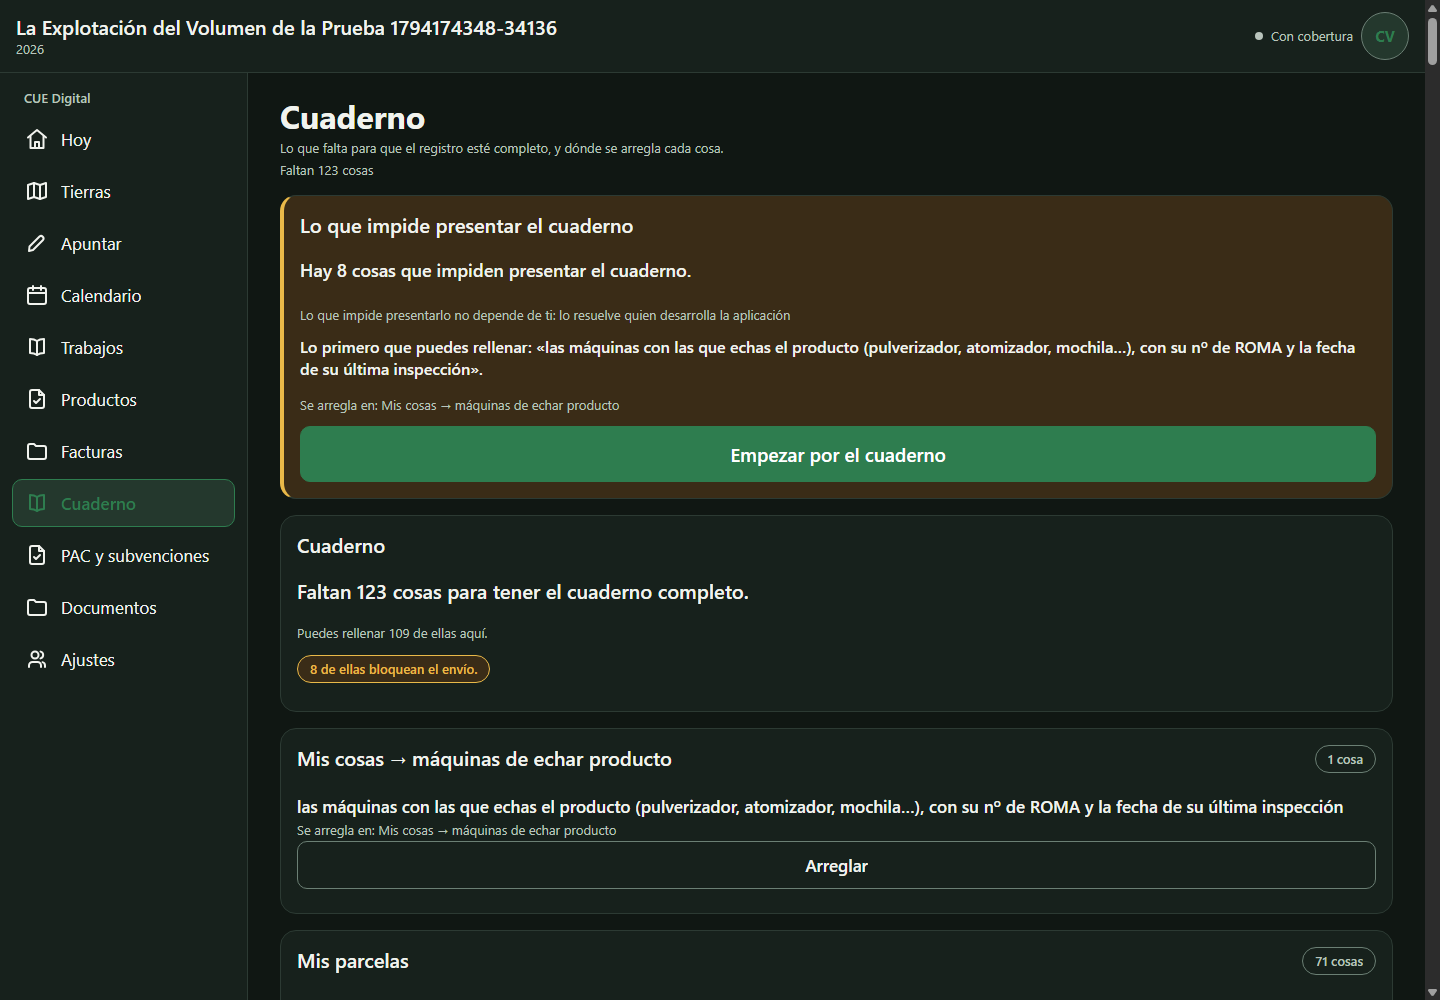 La Explotación del Volumen de la Prueba 1794174348-34136
2026
Con cobertura
CV
CUE Digital
Hoy
Tierras
Apuntar
Calendario
Trabajos
Productos
Facturas
Cuaderno
PAC y subvenciones
Documentos
Ajustes
Cuaderno
Lo que falta para que el registro esté completo, y dónde se arregla cada cosa.
Faltan 123 cosas
Lo que impide presentar el cuaderno
Hay 8 cosas que impiden presentar el cuaderno.
Lo que impide presentarlo no depende de ti: lo resuelve quien desarrolla la aplicación
Lo primero que puedes rellenar: «las máquinas con las que echas el producto (pulverizador, atomizador, mochila…), con su nº de ROMA y la fecha
de su última inspección».
Se arregla en: Mis cosas → máquinas de echar producto
Empezar por el cuaderno
Cuaderno
Faltan 123 cosas para tener el cuaderno completo.
Puedes rellenar 109 de ellas aquí.
8 de ellas bloquean el envío.
Mis cosas → máquinas de echar producto
1 cosa
las máquinas con las que echas el producto (pulverizador, atomizador, mochila…), con su nº de ROMA y la fecha de su última inspección
Se arregla en: Mis cosas → máquinas de echar producto
Arreglar
Mis parcelas
71 cosas